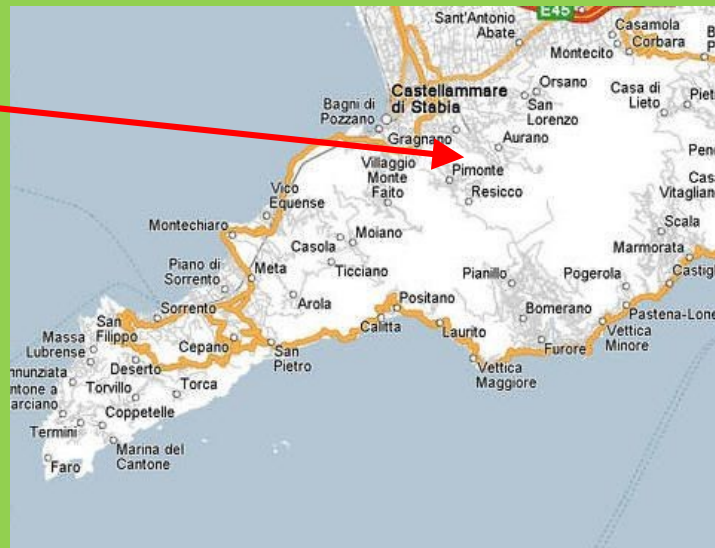 E45
Sant'Antonio
Abate
Casamola
Montecito
Corbara
Castellammare
di Stabia
Orsano
San
Lorenzo
Casa di
Lieto
Bagni di
Pozzano
Gragnano
Aurano
Villaggio
Monte
Faito
Pimonte
Resicco
Vico
Equense
Montechiaro
Casola
Moiano
Scala
Marmorata
Piano di
Sorrento
Meta
Ticciano
Pianillo
Pogerola
Arola
Positano
San
Filippo
Sorrento
Calitta
Bomerano
Massa
Lubrense
Cepano
San
Pietro
Laurito
Furore
Vettica
Minore
Deserto
Vettica
Maggiore
Torvillo
Torca
Coppetelle
Termini
Marina del
Cantone
Faro